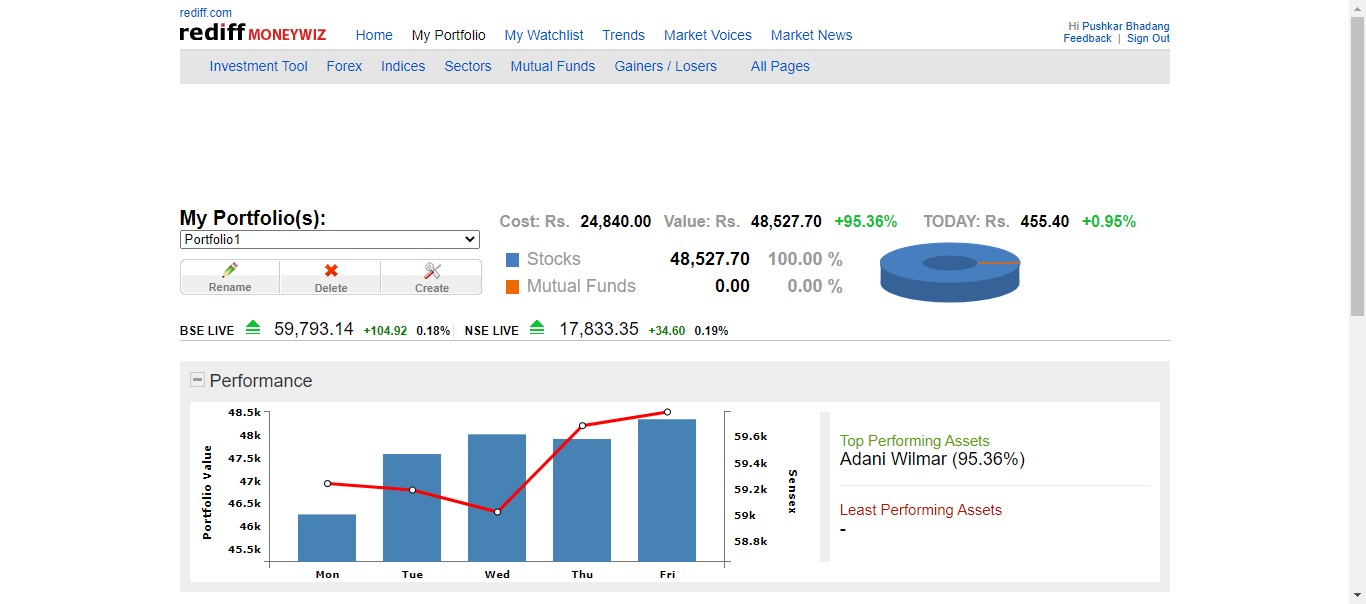 rediff.com
rediff MONEYWIZ Home My Portfolio My Watchlist Trends Market Voices Market News
Hi Pushkar Bhadang
Feedback | Sign Out
Investment Tool Forex Indices Sectors Mutual Funds Gainers / Losers All Pages
My Portfolio(s):
Portfolio1
Rename Delete Create
Cost: Rs. 24,840.00 Value: Rs. 48,527.70 +95.36% TODAY: Rs. 455.40 +0.95%
Stocks 48,527.70 100.00 %
Mutual Funds 0.00 0.00 %
BSE LIVE 59,793.14 +104.92 0.18% NSE LIVE 17,833.35 +34.60 0.19%
Performance
Portfolio Value
48.5k
48k
47.5k
47k
46.5k
46k
45.5k
Mon Tue Wed Thu Fri
59.6k
59.4k
59.2k
59k
58.8k
Sensex
Top Performing Assets
Adani Wilmar (95.36%)
Least Performing Assets
-